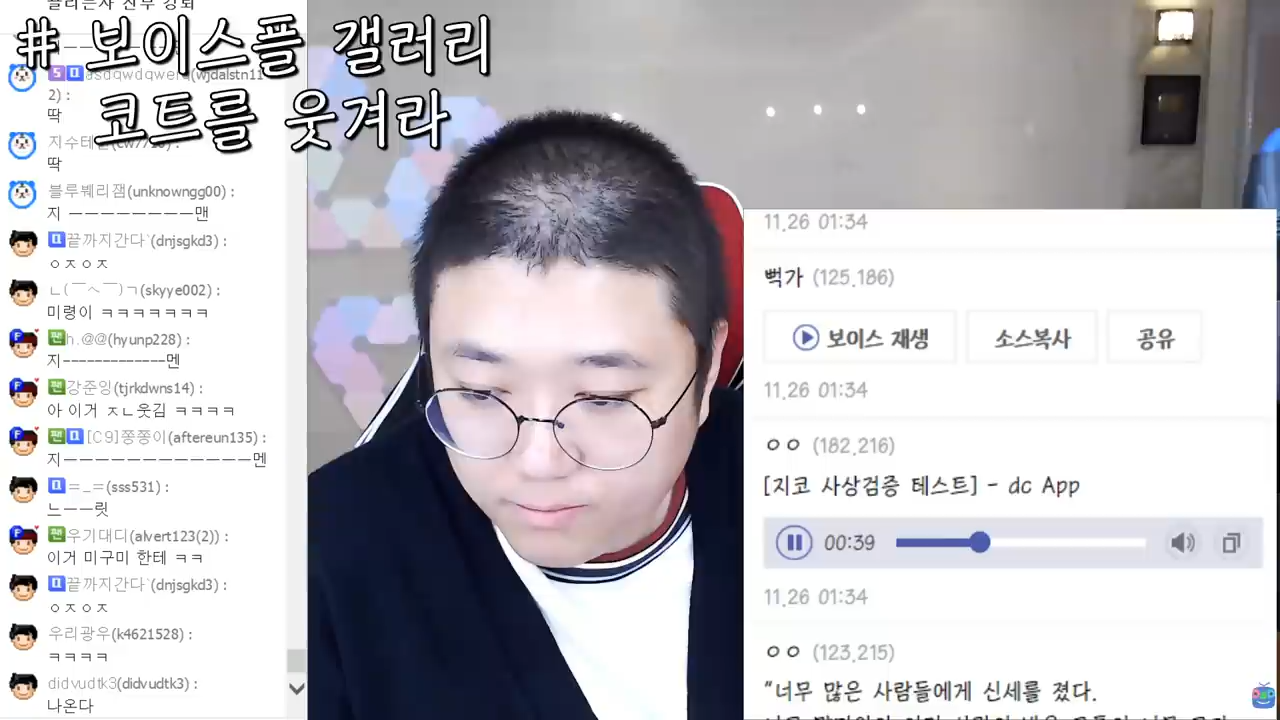 # 보이스플 갤러리
코트를 웃겨라
asdqwdqwerq(wjdalstn11
2) :
딱
딱
블루붸리잼(unknowngg00) :
지 ㅡㅡㅡㅡㅡㅡㅡㅡ맨
끝까지간다`(dnjsgkd3) :
ㅇㅈㅇㅈ
ㄴ(￣ヘ￣)ㄱ(skyye002) :
미령이 ㅋㅋㅋㅋㅋㅋㅋ
팬 h.@@(hyunp228) :
지-------------멘
팬 강준잉(tjrkdwns14) :
아 이거 ㅈㄴ웃김 ㅋㅋㅋㅋ
팬 [C9]쫑쫑이(aftereun135) :
지ㅡㅡㅡㅡㅡㅡㅡㅡㅡㅡㅡㅡㅡ멘
=_=(sss531) :
느ㅡㅡ릿
팬 우기대디(alvert123(2)) :
이거 미구미 한테 ㅋㅋ
끝까지간다`(dnjsgkd3) :
ㅇㅈㅇㅈ
우리광우(k4621528) :
ㅋㅋㅋㅋ
didvudtk3(didvudtk3) :
나온다
11.26 01:34
뻑가 (125.186)
보이스 재생 소스복사 공유
11.26 01:34
ㅇㅇ (182.216)
[지코 사상검증 테스트] - dc App
00:39
11.26 01:34
ㅇㅇ (123.215)
“너무 많은 사람들에게 신세를 졌다.